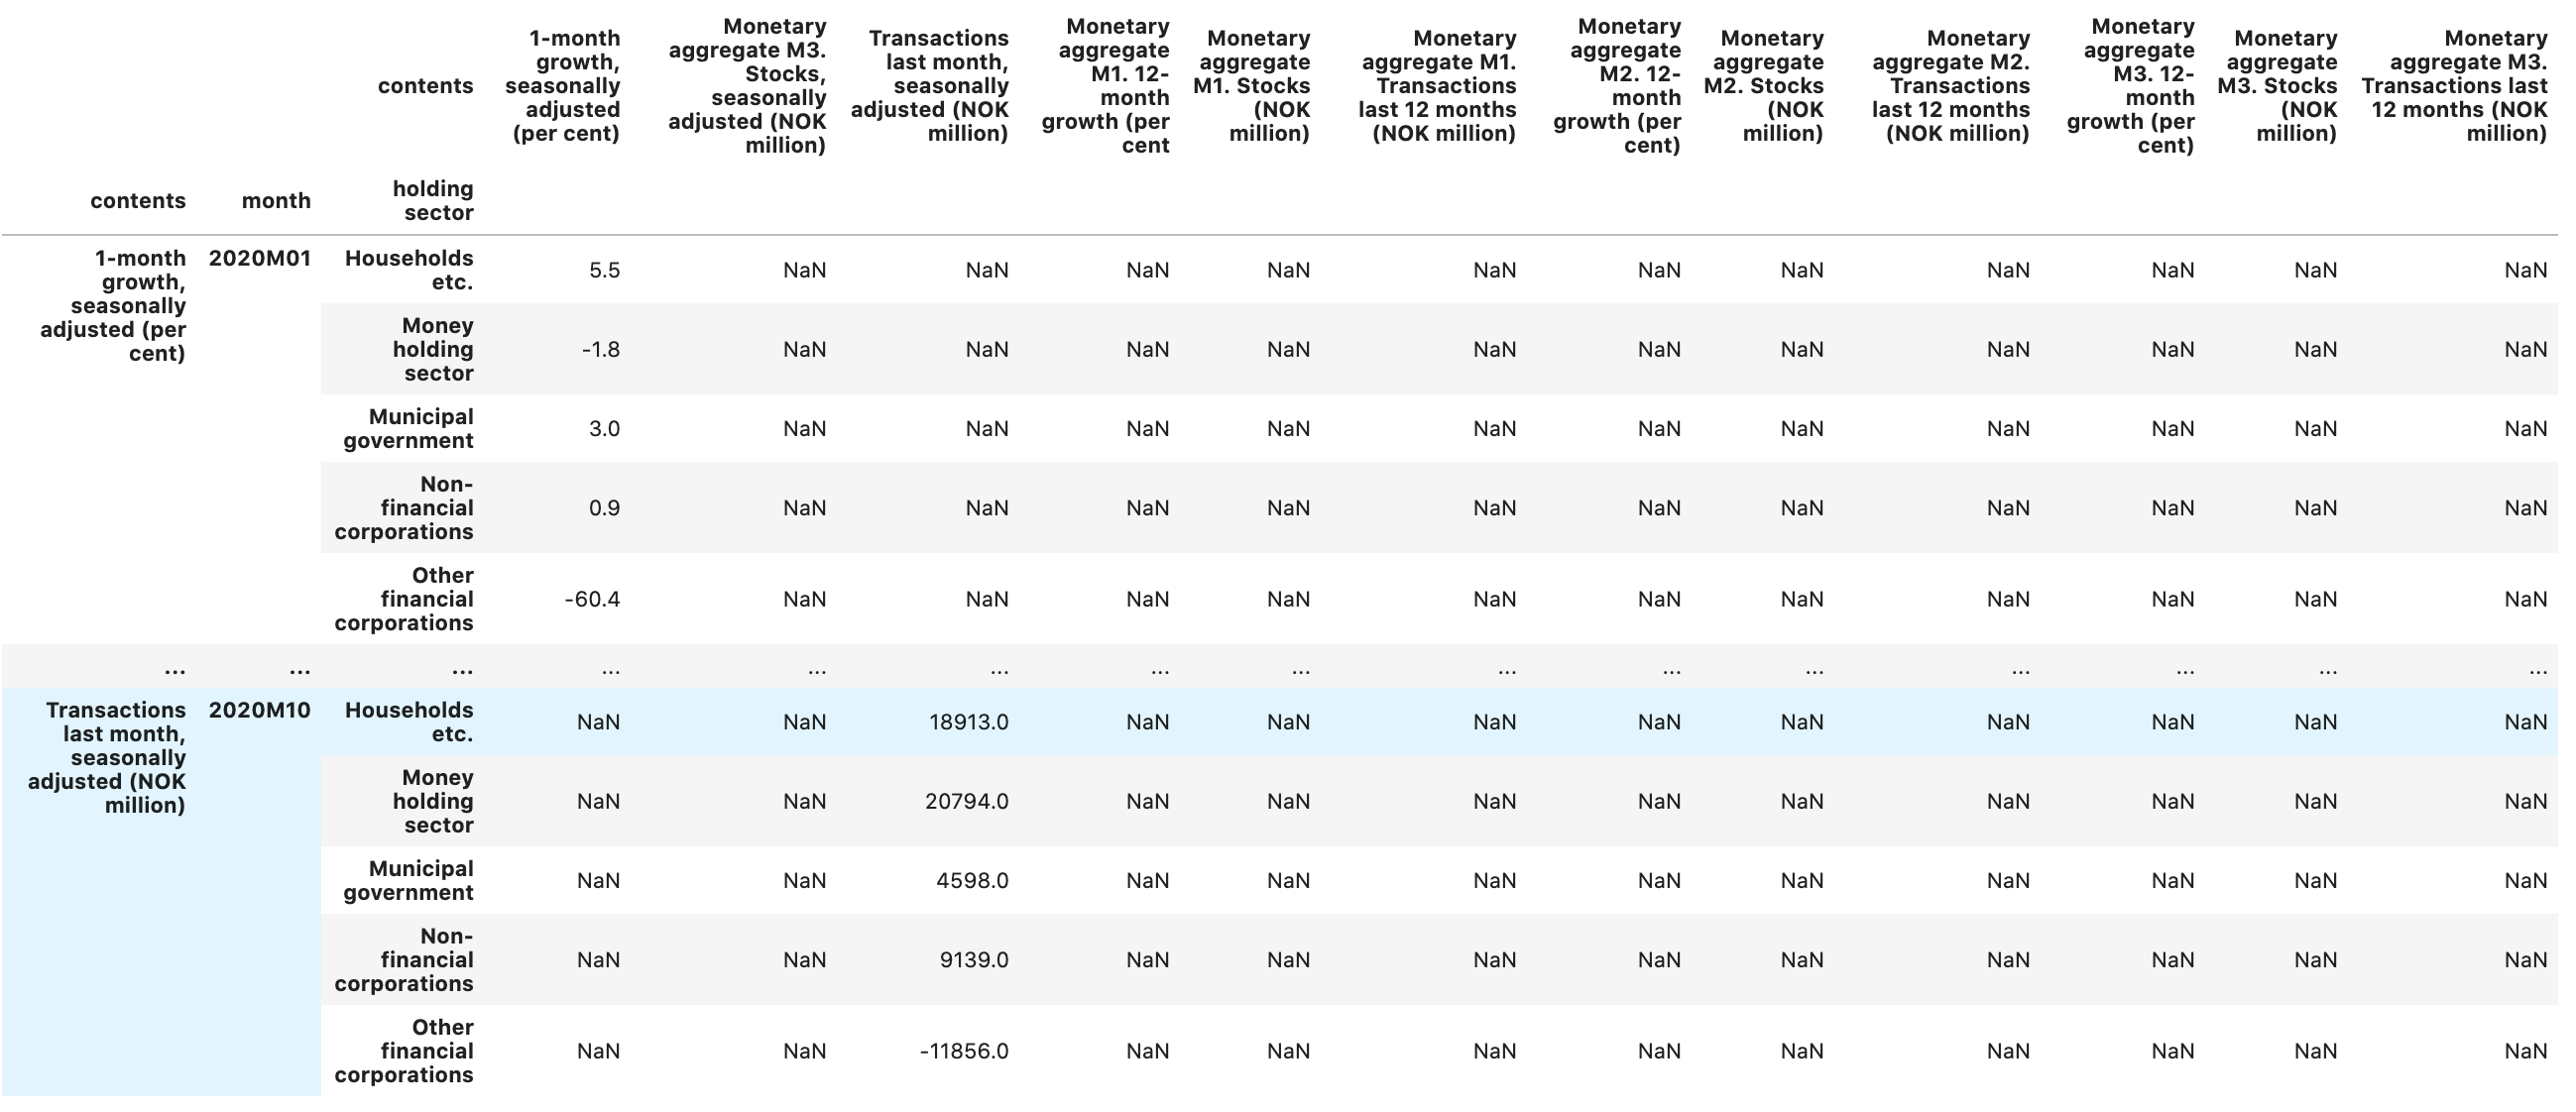 contents 1-month growth, seasonally adjusted (per cent) Monetary aggregate M3. Stocks, seasonally adjusted (NOK million) Transactions last month, seasonally adjusted (NOK million) Monetary aggregate M1. 12-month growth (per cent Monetary aggregate M1. Stocks (NOK million) Monetary aggregate M1. Transactions last 12 months (NOK million) Monetary aggregate M2. 12-month growth (per cent) Monetary aggregate M2. Stocks (NOK million) Monetary aggregate M2. Transactions last 12 months (NOK million) Monetary aggregate M3. 12-month growth (per cent) Monetary aggregate M3. Stocks (NOK million) Monetary aggregate M3. Transactions last 12 months (NOK million)
contents month holding sector
1-month growth, seasonally adjusted (per cent) 2020M01 Households etc. 5.5 NaN NaN NaN NaN NaN NaN NaN NaN NaN NaN NaN
Money holding sector -1.8 NaN NaN NaN NaN NaN NaN NaN NaN NaN NaN NaN
Municipal government 3.0 NaN NaN NaN NaN NaN NaN NaN NaN NaN NaN NaN
Non-financial corporations 0.9 NaN NaN NaN NaN NaN NaN NaN NaN NaN NaN NaN
Other financial corporations -60.4 NaN NaN NaN NaN NaN NaN NaN NaN NaN NaN NaN
... ... ... ... ... ... ... ... ... ... ... ... ... ... ...
Transactions last month, seasonally adjusted (NOK million) 2020M10 Households etc. NaN NaN 18913.0 NaN NaN NaN NaN NaN NaN NaN NaN NaN
Money holding sector NaN NaN 20794.0 NaN NaN NaN NaN NaN NaN NaN NaN NaN
Municipal government NaN NaN 4598.0 NaN NaN NaN NaN NaN NaN NaN NaN NaN
Non-financial corporations NaN NaN 9139.0 NaN NaN NaN NaN NaN NaN NaN NaN NaN
Other financial corporations NaN NaN -11856.0 NaN NaN NaN NaN NaN NaN NaN NaN NaN